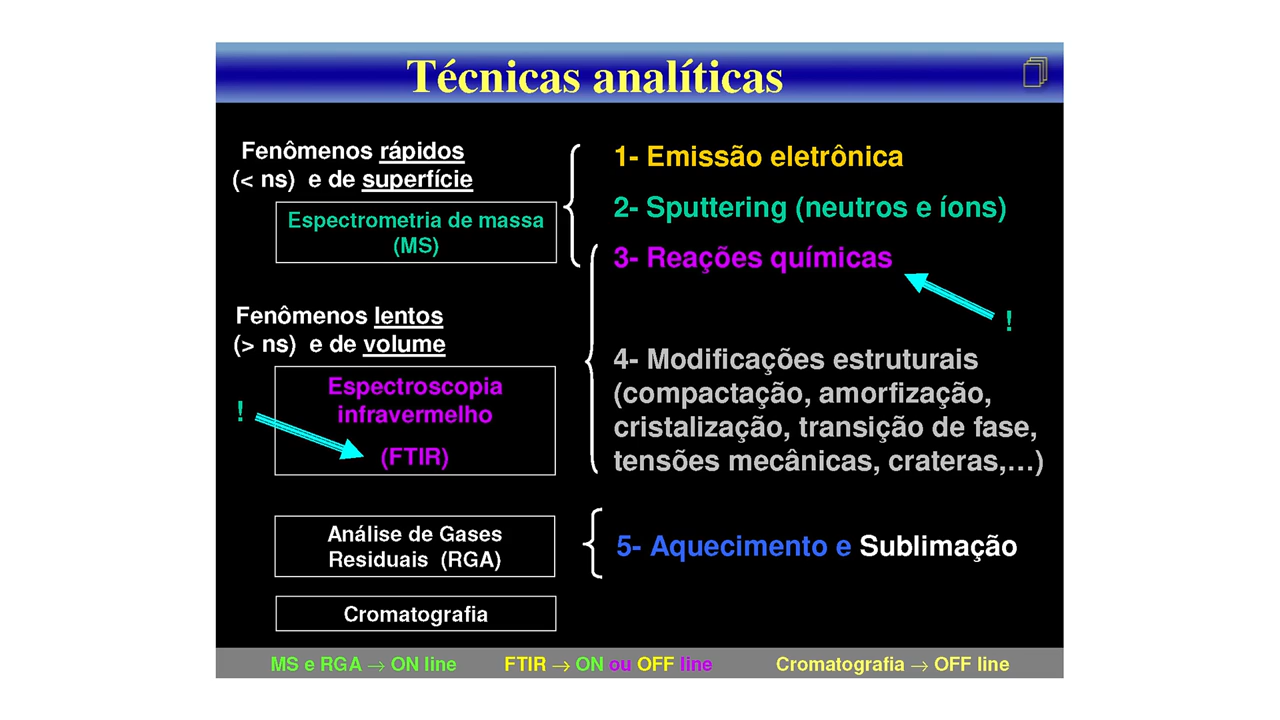 Técnicas analíticas
Fenômenos rápidos
(< ns) e de superfície
Espectrometria de massa
(MS)
1- Emissão eletrônica
2- Sputtering (neutros e íons)
3- Reações químicas
!
Fenômenos lentos
(> ns) e de volume
Espectroscopia
infravermelho
!
(FTIR)
4- Modificações estruturais
(compactação, amorfização,
cristalização, transição de fase,
tensões mecânicas, crateras,…)
Análise de Gases
Residuais (RGA)
5- Aquecimento e Sublimação
Cromatografia
MS e RGA → ON line
FTIR → ON ou OFF line
Cromatografia → OFF line